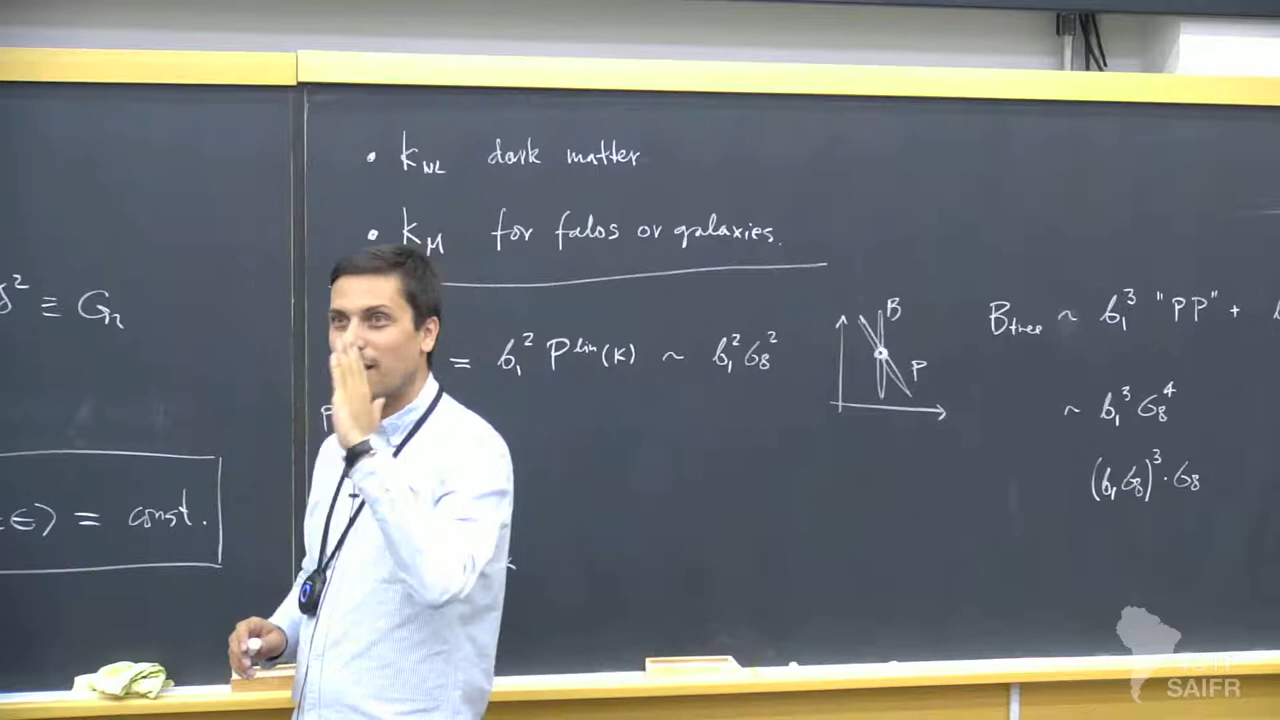 • k_NL dark matter
• k_M for falos or galaxies.
δ² ≡ G₂
= b₁² P^lin(k) ~ b₁² σ₈²
B
P
B_tree ~ b₁³ "PP" +
~ b₁³ σ₈⁴
(b₁σ₈)³ · σ₈
ϵ⟩ = const.
SAIFR